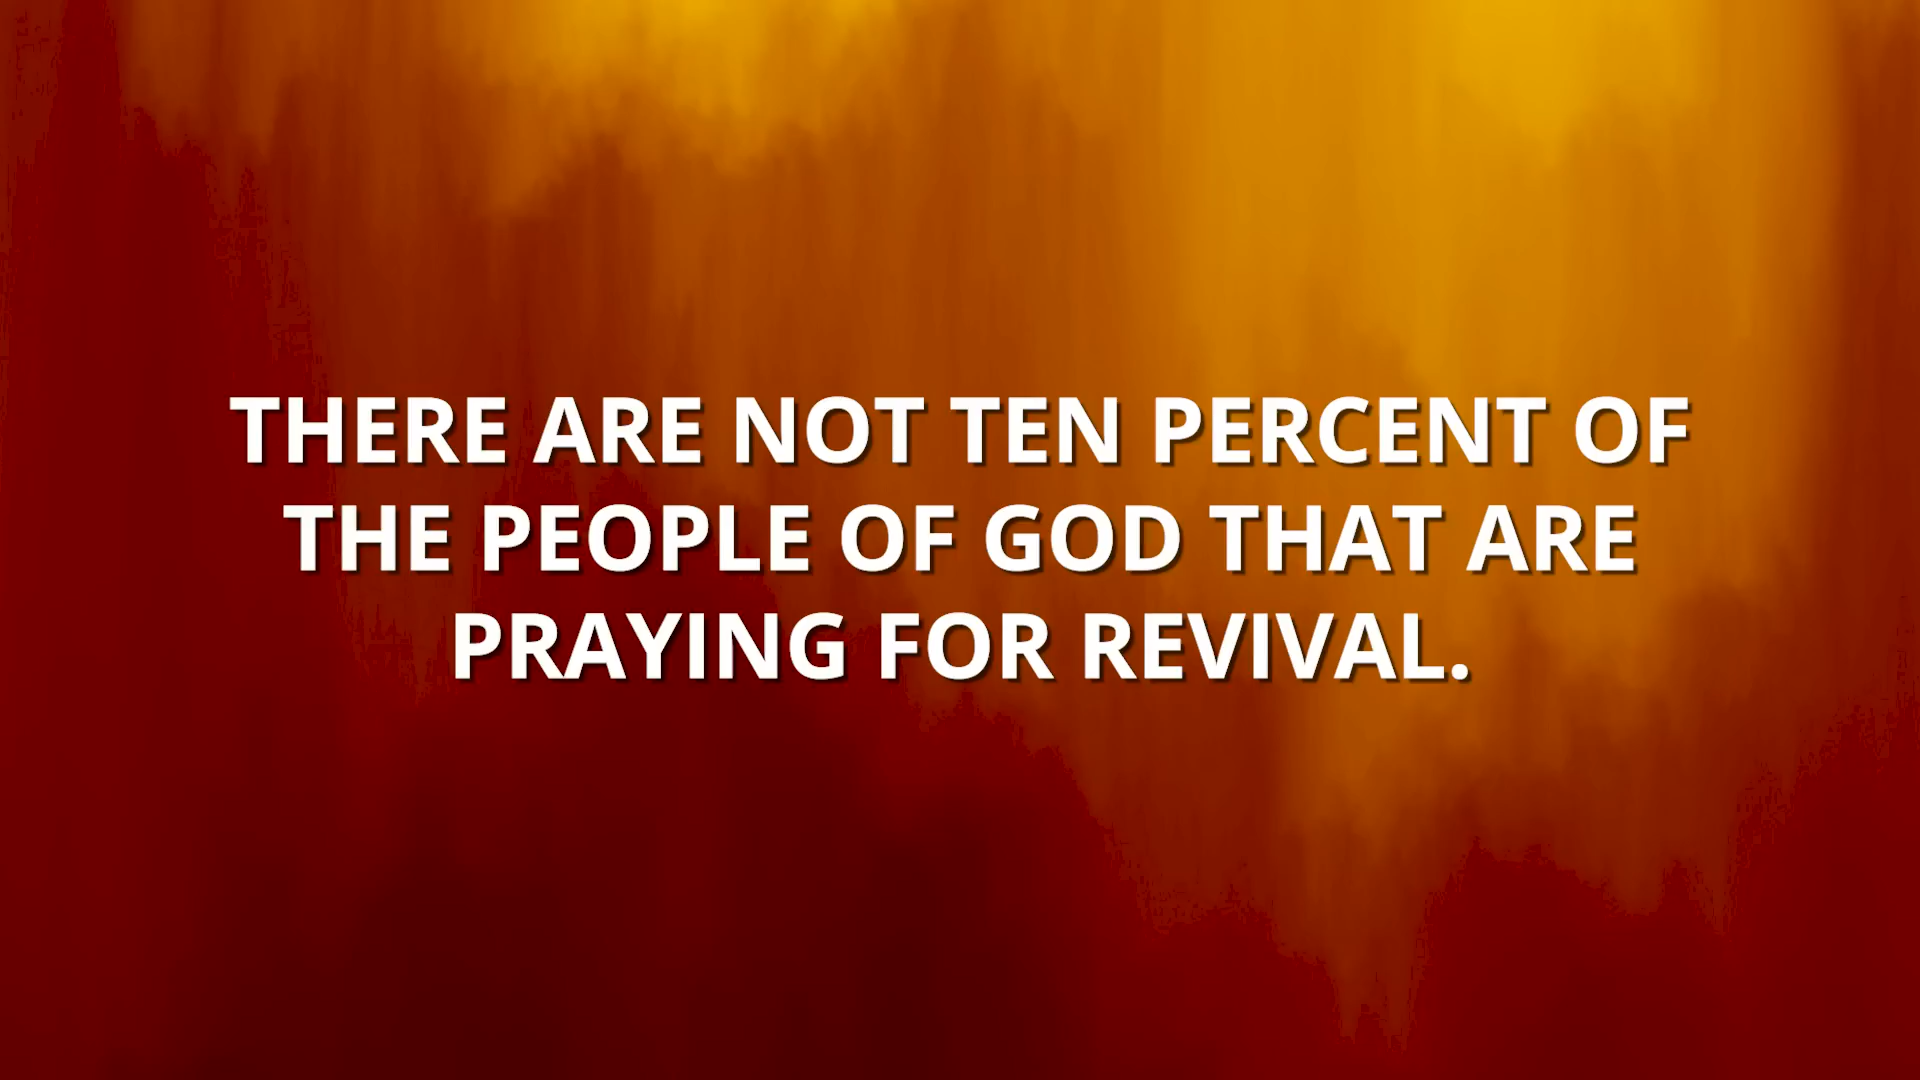 THERE ARE NOT TEN PERCENT OF
THE PEOPLE OF GOD THAT ARE
PRAYING FOR REVIVAL.